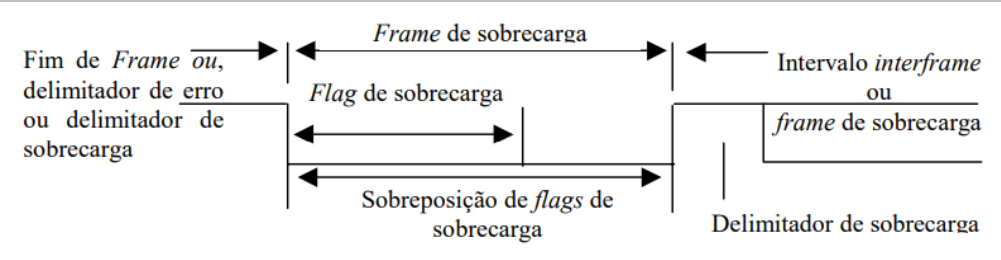 Frame de sobrecarga
Fim de Frame ou,
delimitador de erro
ou delimitador de
sobrecarga
Flag de sobrecarga
Intervalo interframe
ou
frame de sobrecarga
Sobreposição de flags de
sobrecarga
Delimitador de sobrecarga